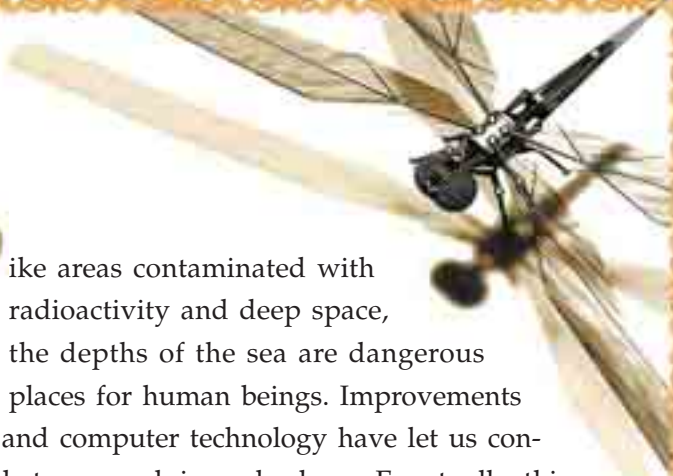 ike areas contaminated with
radioactivity and deep space,
the depths of the sea are dangerous
places for human beings. Improvements
and computer technology have let us con-